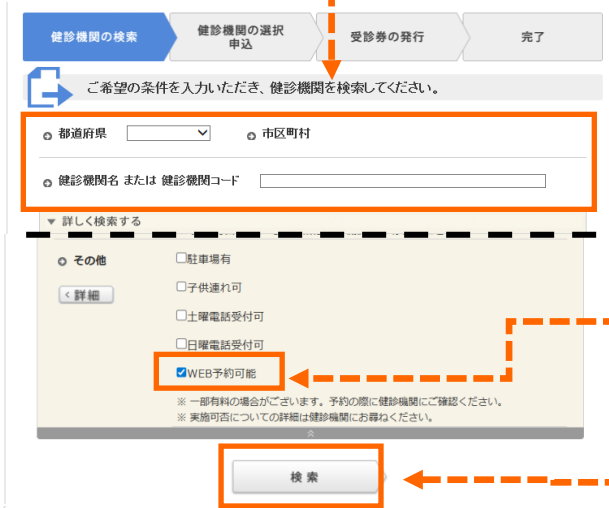 健診機関の検索
健診機関の選択
申込
受診券の発行
完了
ご希望の条件を入力いただき、健診機関を検索してください。
都道府県
市区町村
健診機関名 または 健診機関コード
▼ 詳しく検索する
その他
<詳細
駐車場有
子供連れ可
土曜電話受付可
日曜電話受付可
WEB予約可能
※ 一部有料の場合がございます。予約の際に健診機関にご確認ください。
※ 実施可否についての詳細は健診機関にお尋ねください。
検索